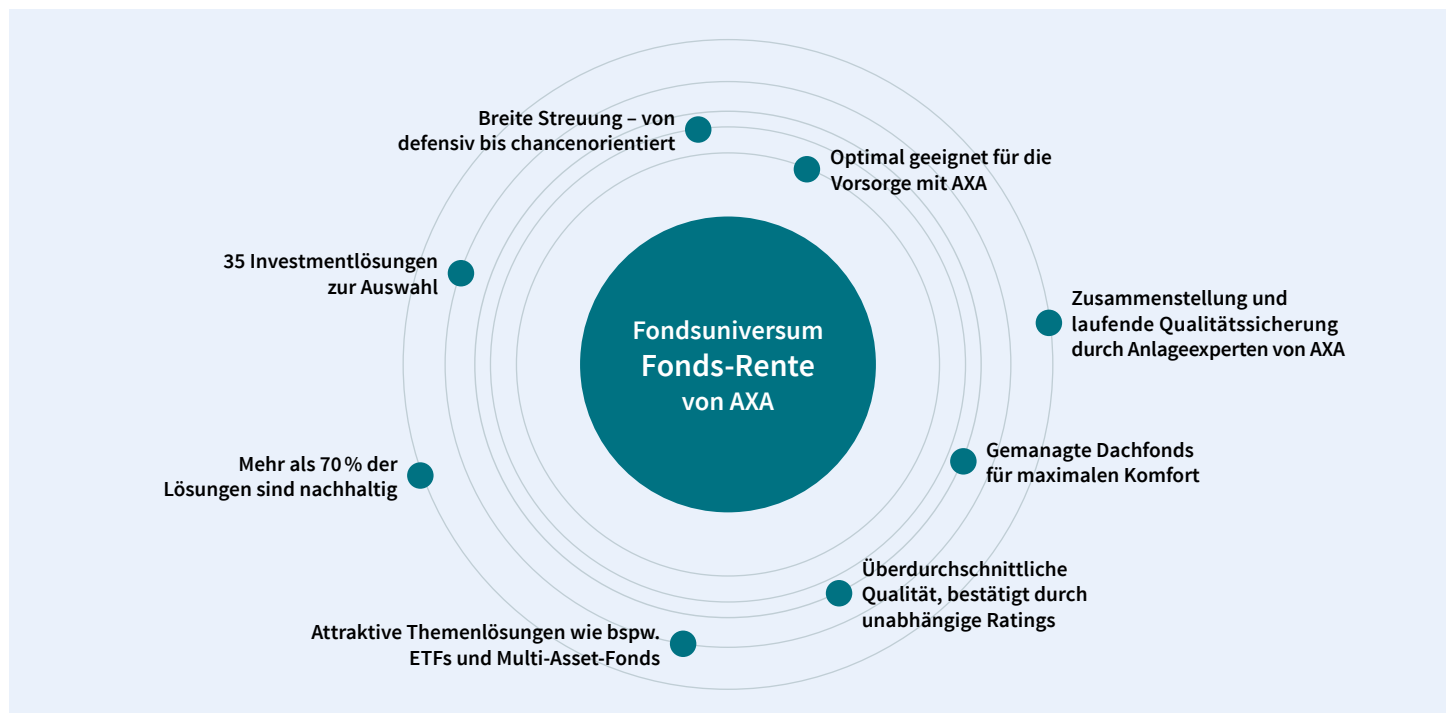 Breite Streuung – von
defensiv bis chancenorientiert
Optimal geeignet für die
Vorsorge mit AXA
35 Investmentlösungen
zur Auswahl
Zusammenstellung und
laufende Qualitätssicherung
durch Anlageexperten von AXA
Fondsuniversum
Fonds-Rente
von AXA
Mehr als 70 % der
Lösungen sind nachhaltig
Gemanagte Dachfonds
für maximalen Komfort
Überdurchschnittliche
Qualität, bestätigt durch
unabhängige Ratings
Attraktive Themenlösungen wie bspw.
ETFs und Multi-Asset-Fonds